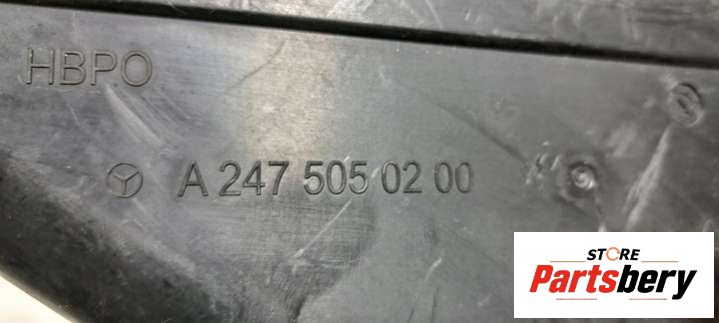 HBPO
A 247 505 02 00
STORE
Partsbery